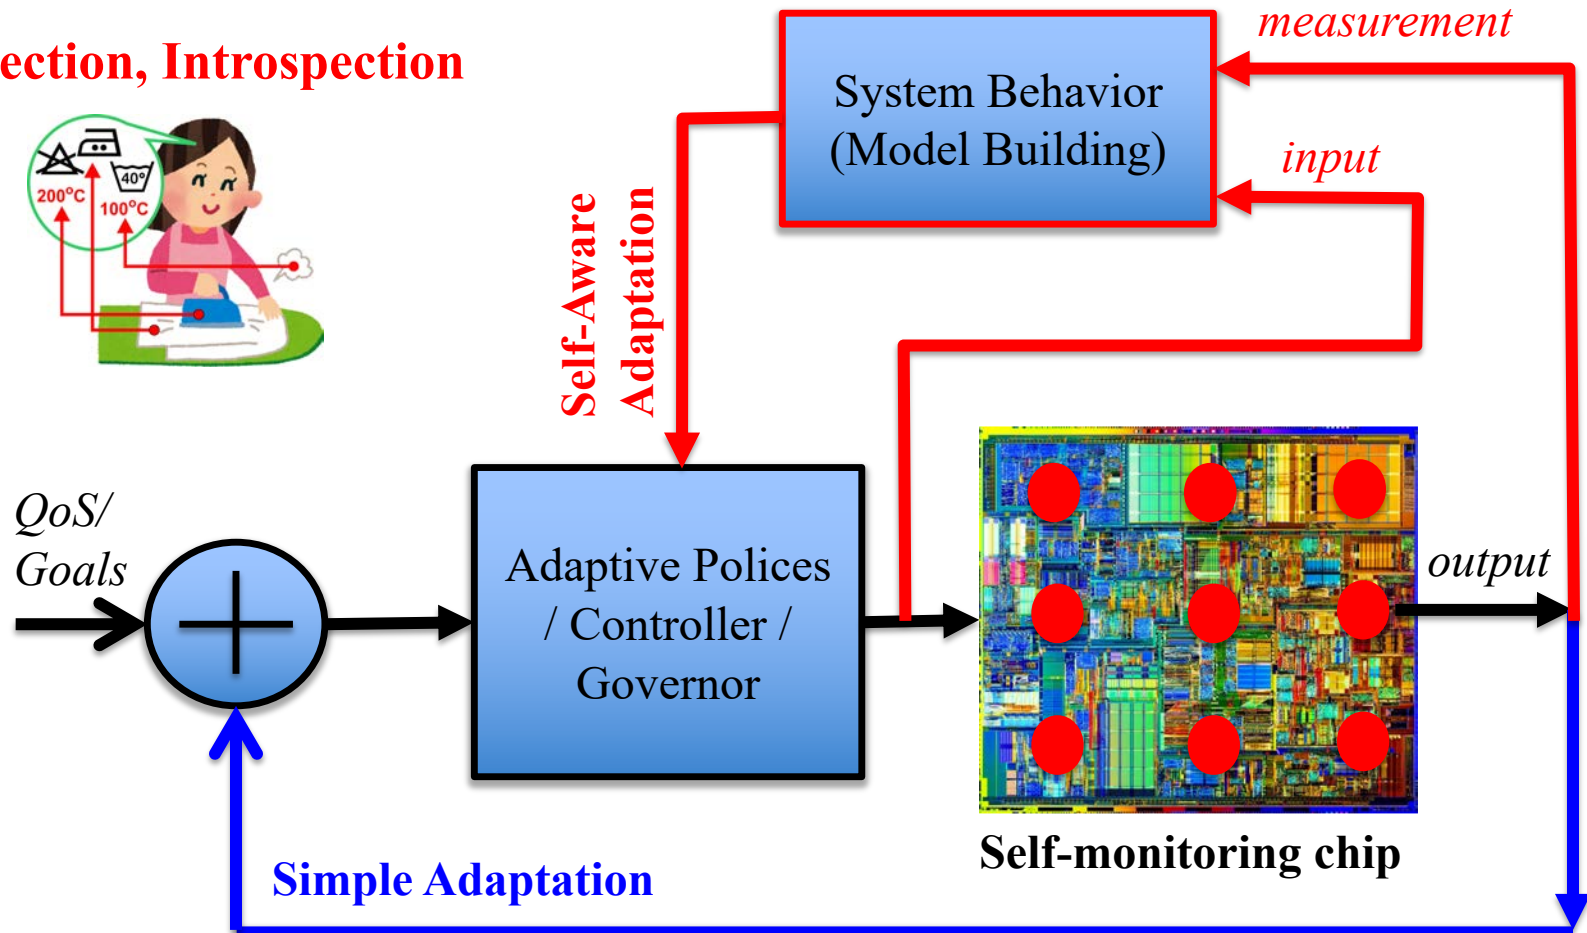 ection, Introspection
200°C
40°
100°C
measurement
System Behavior
(Model Building)
input
Self-Aware
Adaptation
QoS/
Goals
Adaptive Polices
/ Controller /
Governor
output
Self-monitoring chip
Simple Adaptation